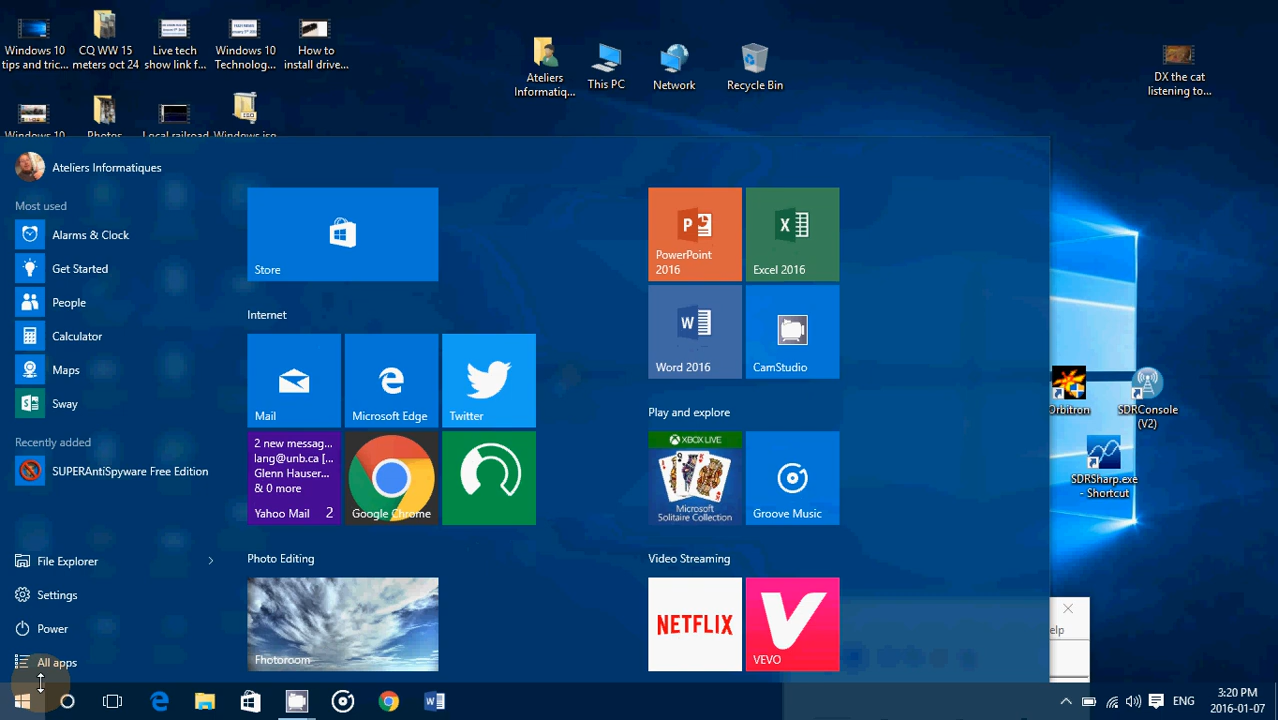 Windows 10
tips and tric...
CQ WW 15
meters oct 24
Live tech
show link f...
Windows 10
Technolog...
How to
install drive...
Ateliers
Informatiq...
This PC
Network
Recycle Bin
DX the cat
listening to...
Windows 10
Photos
Local railroad
Windows iso
Ateliers Informatiques
Most used
Alarms & Clock
Get Started
People
Calculator
Maps
Sway
Recently added
SUPERAntiSpyware Free Edition
File Explorer
Settings
Power
All apps
Store
Internet
Mail
Microsoft Edge
Twitter
2 new messag...
lang@unb.ca [...
Glenn Hauser...
& 0 more
Yahoo Mail 2
Google Chrome
Photo Editing
Fhotoroom
PowerPoint
2016
Excel 2016
Word 2016
CamStudio
Play and explore
XBOX LIVE
Microsoft
Solitaire Collection
Groove Music
Video Streaming
NETFLIX
VEVO
Orbitron
SDRConsole
(V2)
SDRSharp.exe
- Shortcut
elp
ENG
3:20 PM
2016-01-07